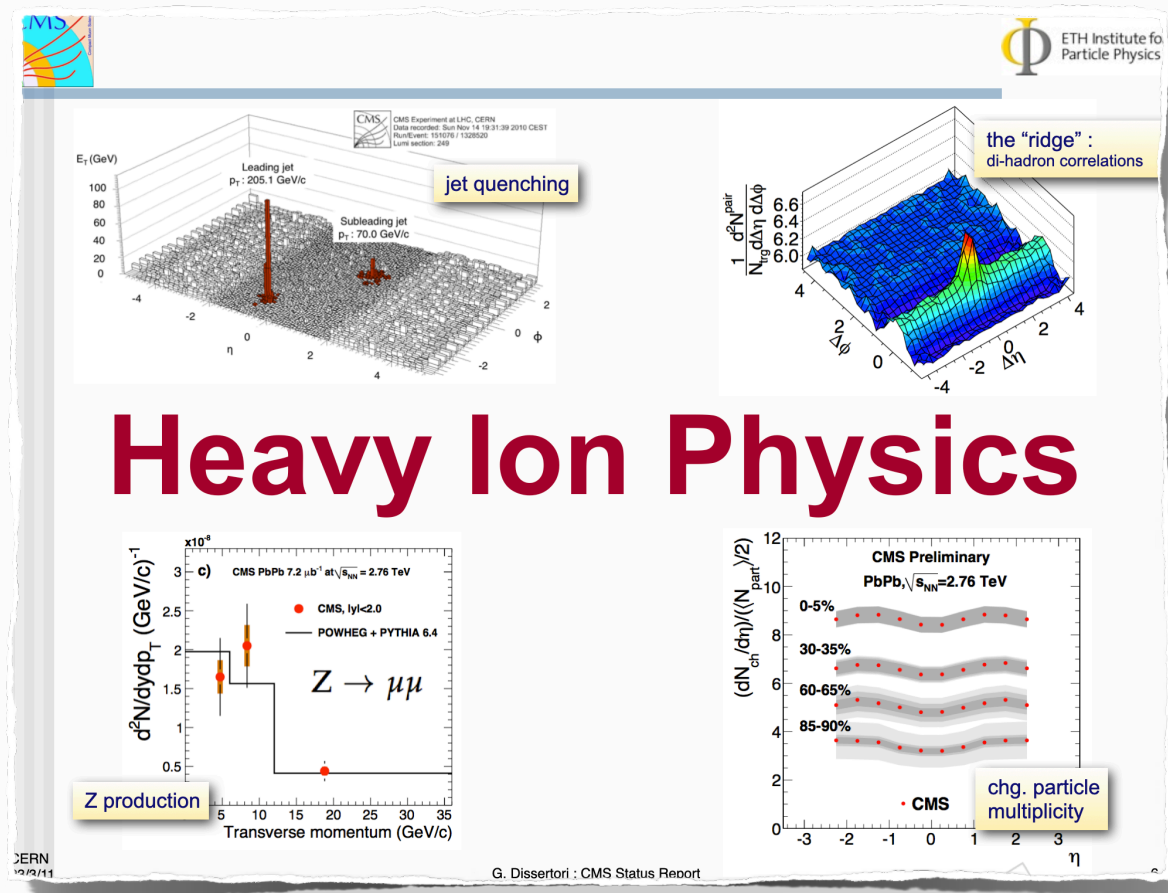 CMS
ETH Institute fo
Particle Physics
CMS
CMS Experiment at LHC, CERN
Data recorded: Sun Nov 14 19:31:39 2010 CEST
Run/Event: 151076 / 1328520
Lumi section: 249
jet quenching
E_T (GeV)
100
80
60
40
20
0
Leading jet
p_T : 205.1 GeV/c
Subleading jet
p_T : 70.0 GeV/c
-4
-2
0
2
4
η
2
0
-2
ϕ
the “ridge” :
di-hadron correlations
1/N_trg d²N^pair/dΔη dΔϕ
6.6
6.4
6.2
6.0
4
2
0
Δϕ
-4
-2
0
2
4
Δη
Heavy Ion Physics
x10⁻⁸
c) CMS PbPb 7.2 μb⁻¹ at √s_NN = 2.76 TeV
CMS, |y|<2.0
POWHEG + PYTHIA 6.4
Z → μμ
d²N/dydp_T (GeV/c)⁻¹
3
2.5
2
1.5
1
0.5
5 10 15 20 25 30 35
Transverse momentum (GeV/c)
Z production
CMS Preliminary
PbPb, √s_NN=2.76 TeV
(dN_ch/dη)/(⟨N_part⟩/2)
12
10
8
6
4
2
0
0-5%
30-35%
60-65%
85-90%
CMS
-3 -2 -1 0 1 2 3
η
chg. particle
multiplicity
CERN
3/3/11
G. Dissertori : CMS Status Report